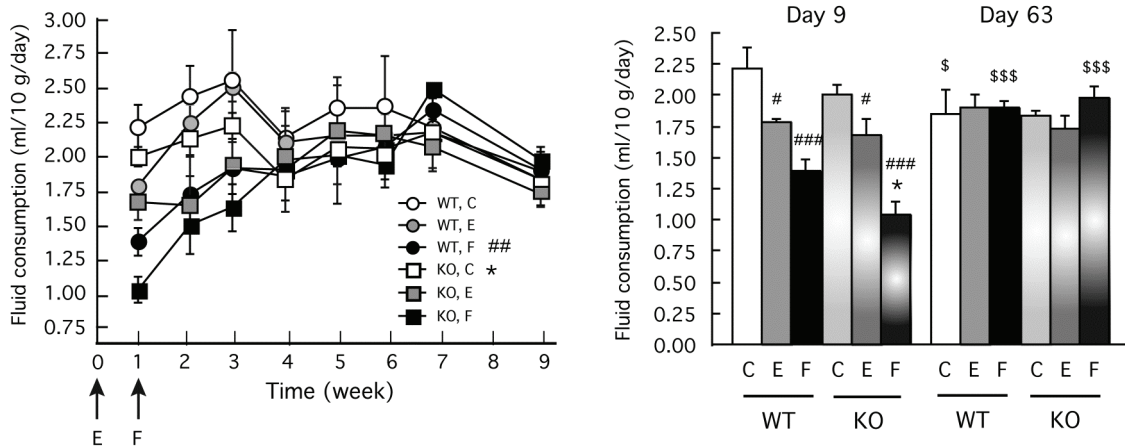 Fluid consumption (ml/10 g/day)
3.00
2.75
2.50
2.25
2.00
1.75
1.50
1.25
1.00
0.75
WT, C
WT, E
WT, F ##
KO, C *
KO, E
KO, F
0 1 2 3 4 5 6 7 8 9
Time (week)
E F
Day 9 Day 63
Fluid consumption (ml/10 g/day)
2.50
2.25
2.00
1.75
1.50
1.25
1.00
0.75
0.50
0.25
0.00
# ### # ### * $ $$$ $$$
C E F C E F C E F C E F
WT KO WT KO